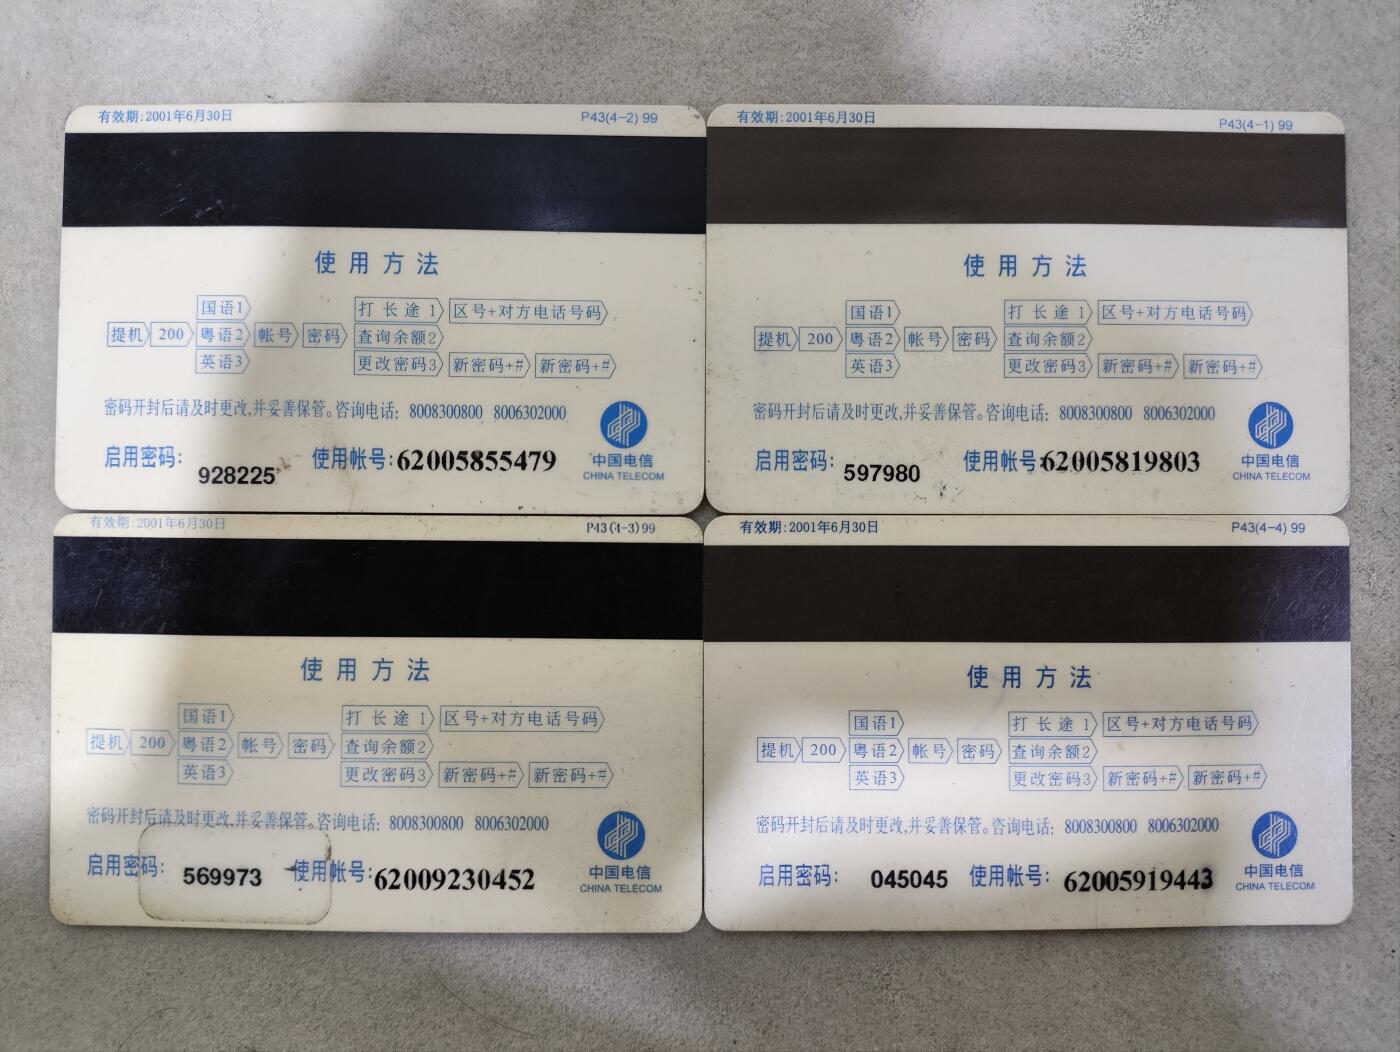 有效期:2001年6月30日 P43(4-2) 99
使用方法
国语1 打长途1 区号+对方电话号码
提机 200 粤语2 帐号 密码 查询余额2
英语3 更改密码3 新密码+# 新密码+#
密码开封后请及时更改,并妥善保管。咨询电话: 8008300800 8006302000
启用密码: 928225 使用帐号:62005855479
中国电信
CHINA TELECOM
有效期:2001年6月30日 P43(4-1) 99
使用方法
国语1 打长途1 区号+对方电话号码
提机 200 粤语2 帐号 密码 查询余额2
英语3 更改密码3 新密码+# 新密码+#
密码开封后请及时更改,并妥善保管。咨询电话: 8008300800 8006302000
启用密码: 597980 使用帐号:62005819803
中国电信
CHINA TELECOM
有效期:2001年6月30日 P43(4-3)99
使用方法
国语1 打长途1 区号+对方电话号码
提机 200 粤语2 帐号 密码 查询余额2
英语3 更改密码3 新密码+# 新密码+#
密码开封后请及时更改,并妥善保管。咨询电话: 8008300800 8006302000
启用密码: 569973 使用帐号:62009230452
中国电信
CHINA TELECOM
有效期:2001年6月30日 P43(4-4) 99
使用方法
国语1 打长途1 区号+对方电话号码
提机 200 粤语2 帐号 密码 查询余额2
英语3 更改密码3 新密码+# 新密码+#
密码开封后请及时更改,并妥善保管。咨询电话: 8008300800 8006302000
启用密码: 045045 使用帐号: 62005919443
中国电信
CHINA TELECOM